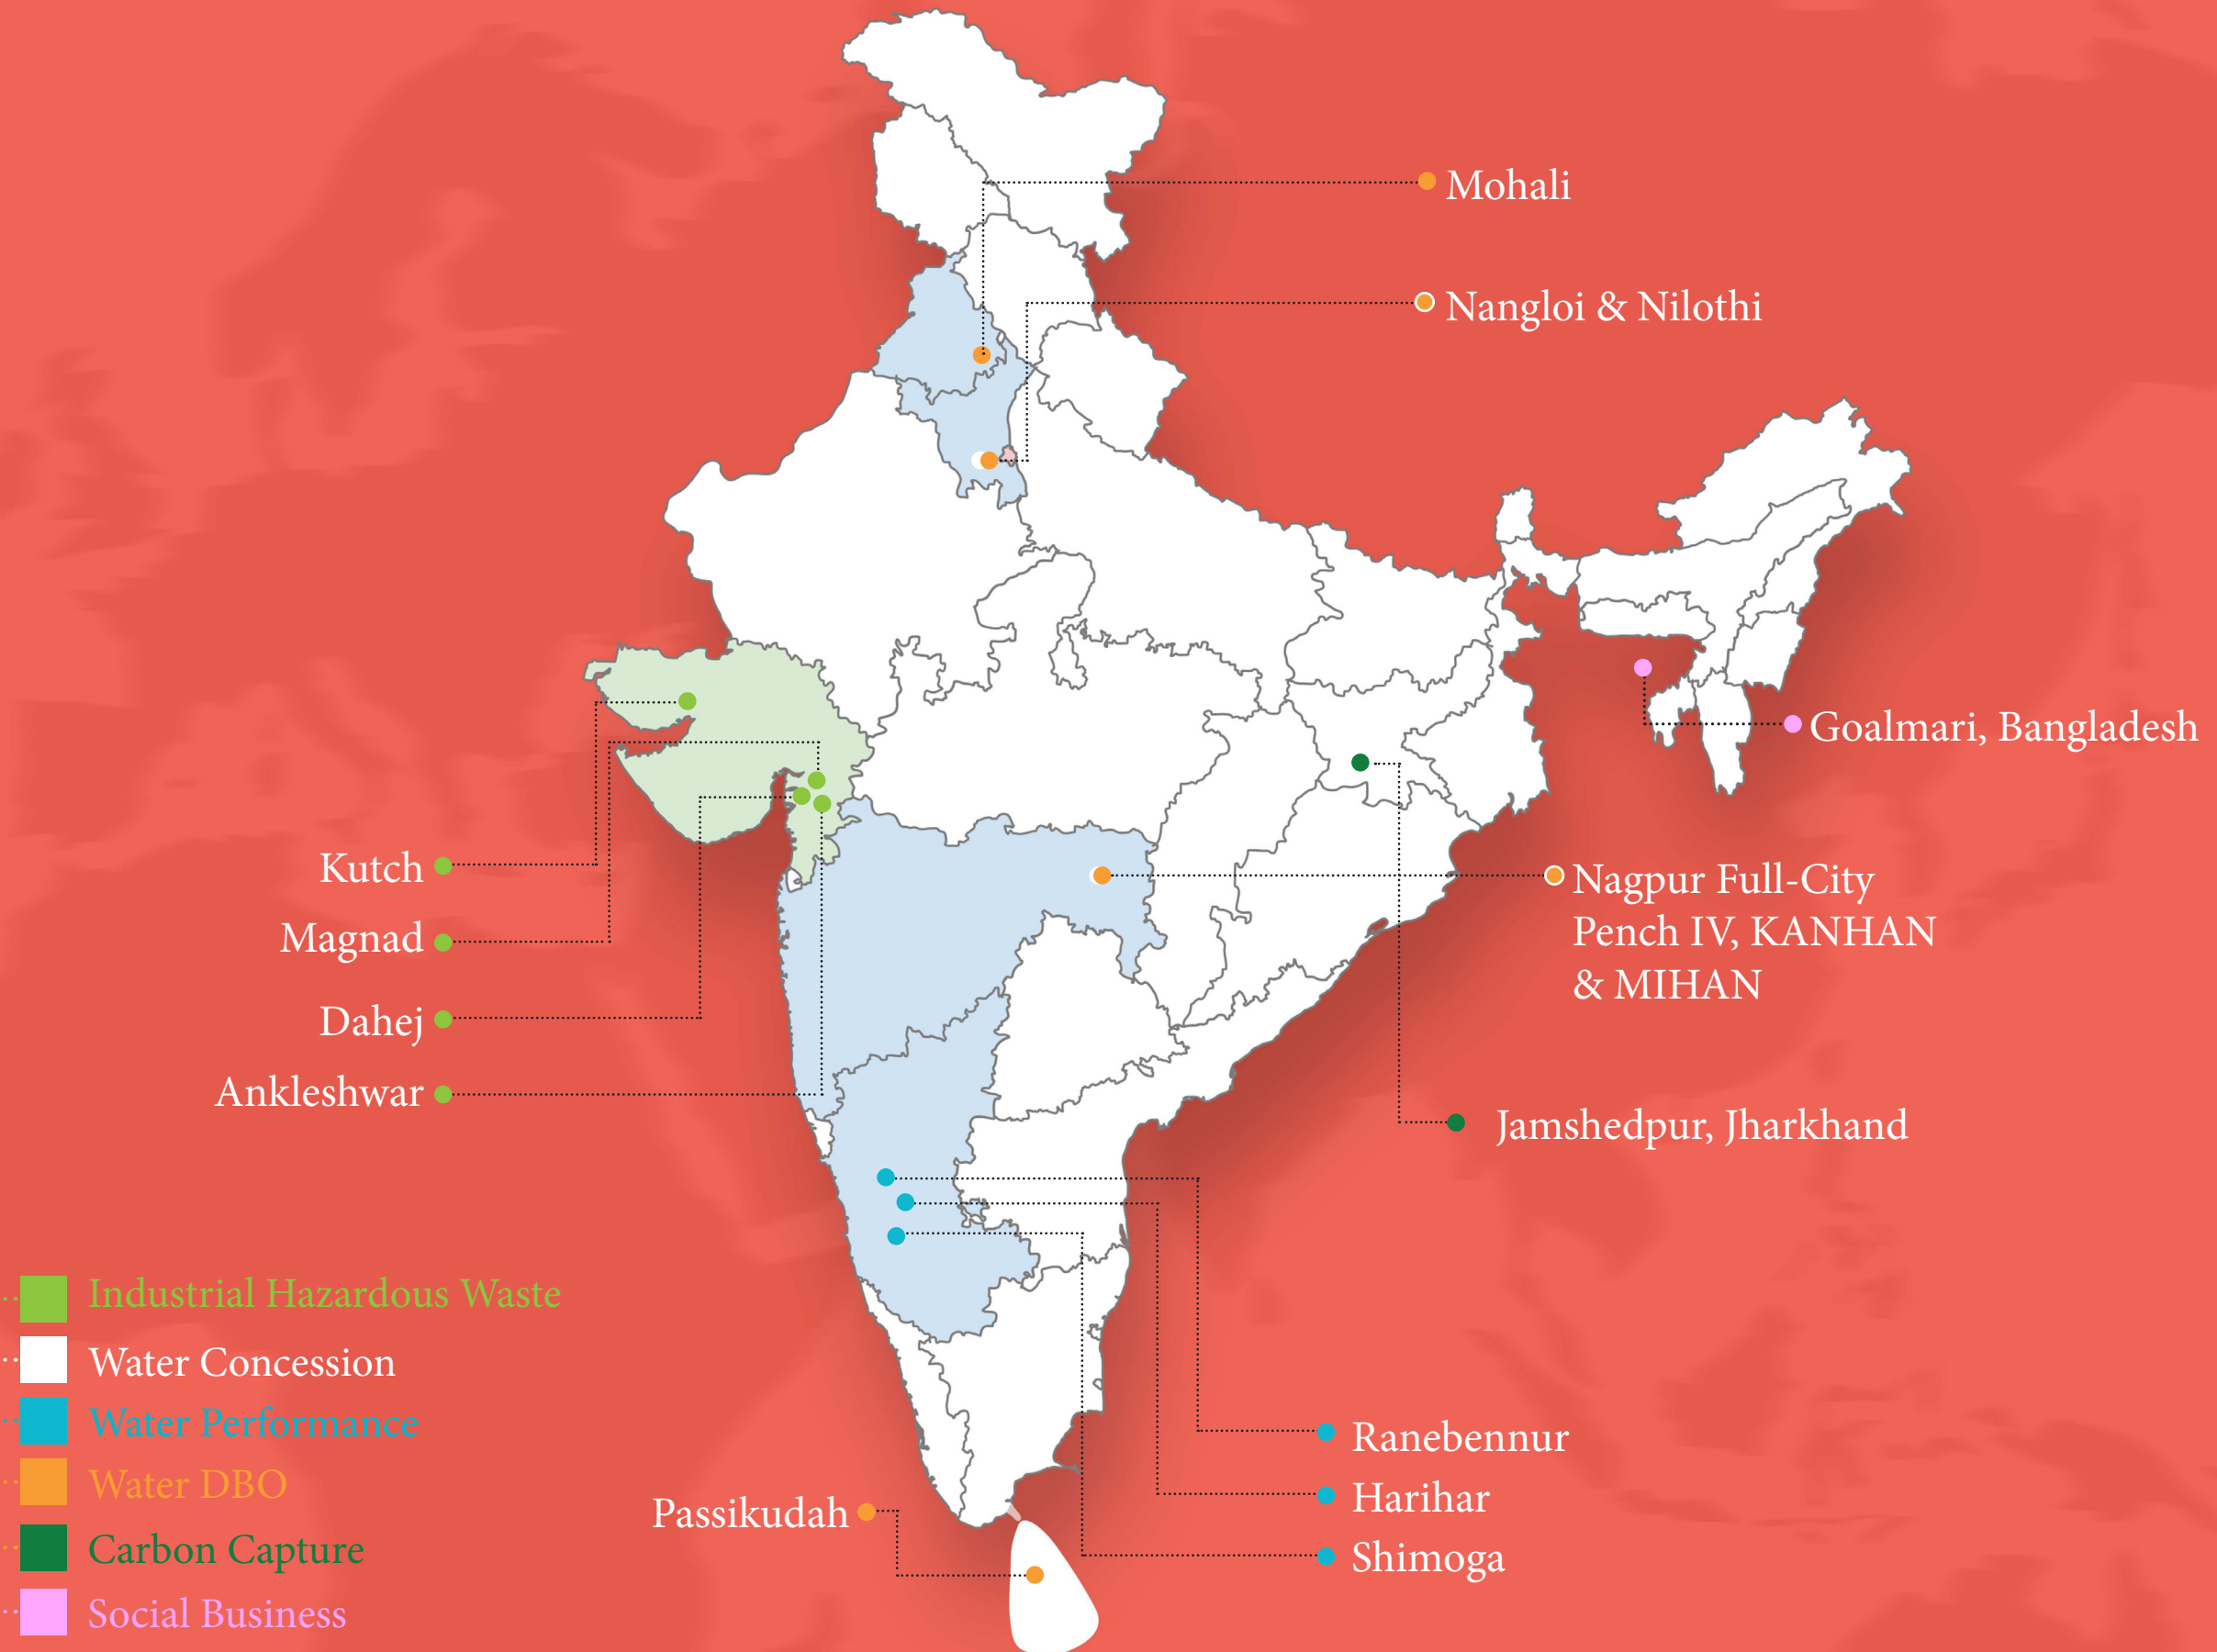 Mohali
Nangloi & Nilothi
Goalmari, Bangladesh
Kutch
Magnad
Dahej
Ankleshwar
Nagpur Full-City
Pench IV, KANHAN
& MIHAN
Jamshedpur, Jharkhand
Industrial Hazardous Waste
Water Concession
Water Performance
Water DBO
Carbon Capture
Social Business
Passikudah
Ranebennur
Harihar
Shimoga